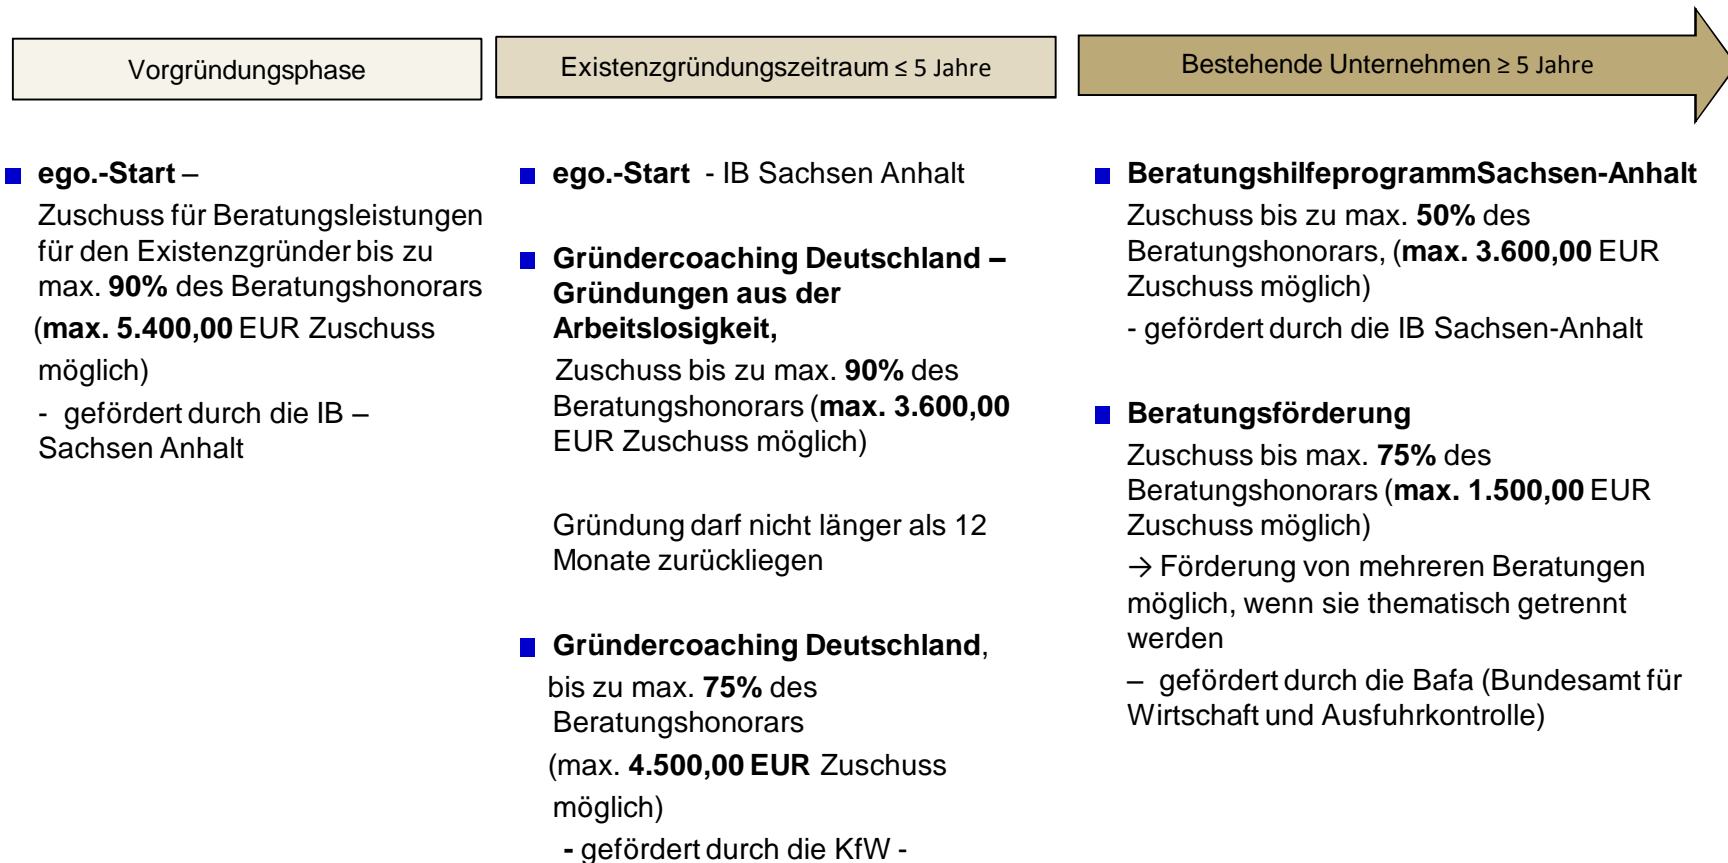 Vorgründungsphase
Existenzgründungszeitraum ≤ 5 Jahre
Bestehende Unternehmen ≥ 5 Jahre
ego.-Start –
Zuschuss für Beratungsleistungen
für den Existenzgründer bis zu
max. 90% des Beratungshonorars
(max. 5.400,00 EUR Zuschuss
möglich)
- gefördert durch die IB –
Sachsen Anhalt
ego.-Start - IB Sachsen Anhalt
Gründercoaching Deutschland –
Gründungen aus der
Arbeitslosigkeit,
Zuschuss bis zu max. 90% des
Beratungshonorars (max. 3.600,00
EUR Zuschuss möglich)
Gründung darf nicht länger als 12
Monate zurückliegen
Gründercoaching Deutschland,
bis zu max. 75% des
Beratungshonorars
(max. 4.500,00 EUR Zuschuss
möglich)
- gefördert durch die KfW -
BeratungshilfeprogrammSachsen-Anhalt
Zuschuss bis zu max. 50% des
Beratungshonorars, (max. 3.600,00 EUR
Zuschuss möglich)
- gefördert durch die IB Sachsen-Anhalt
Beratungsförderung
Zuschuss bis max. 75% des
Beratungshonorars (max. 1.500,00 EUR
Zuschuss möglich)
→ Förderung von mehreren Beratungen
möglich, wenn sie thematisch getrennt
werden
– gefördert durch die Bafa (Bundesamt für
Wirtschaft und Ausfuhrkontrolle)